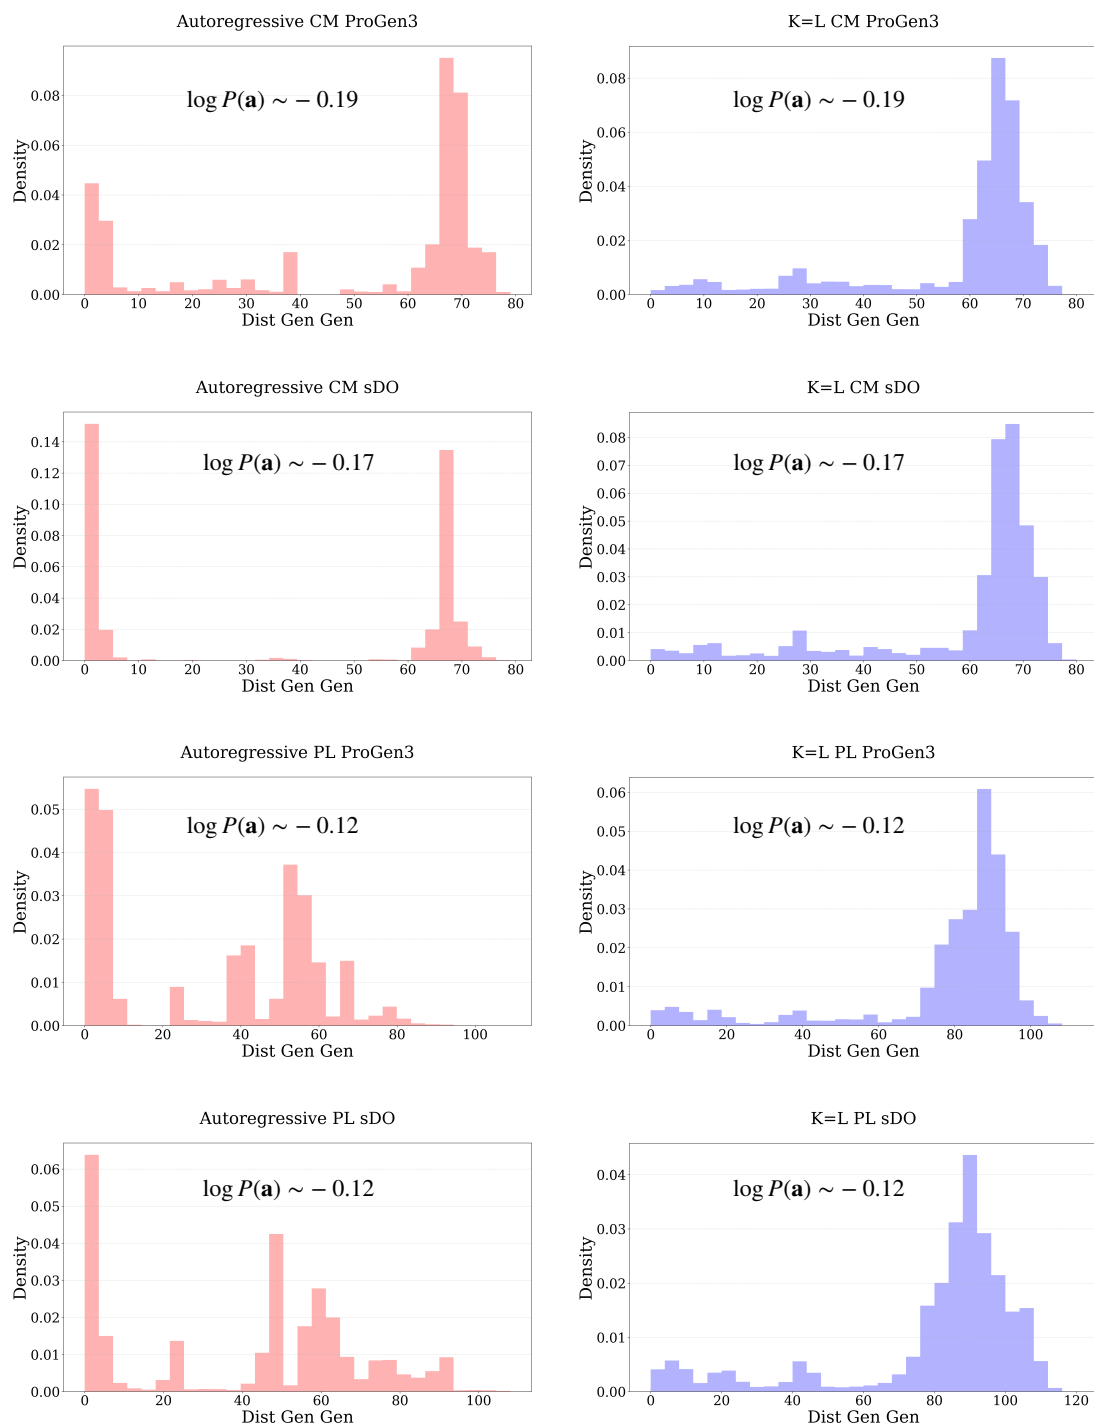 Autoregressive CM ProGen3
log P(a) ∼ − 0.19
Density
0.08
0.06
0.04
0.02
0.00
0 10 20 30 40 50 60 70 80
Dist Gen Gen
K=L CM ProGen3
log P(a) ∼ − 0.19
Density
0.08
0.06
0.04
0.02
0.00
0 10 20 30 40 50 60 70 80
Dist Gen Gen
Autoregressive CM sDO
log P(a) ∼ − 0.17
Density
0.14
0.12
0.10
0.08
0.06
0.04
0.02
0.00
0 10 20 30 40 50 60 70 80
Dist Gen Gen
K=L CM sDO
log P(a) ∼ − 0.17
Density
0.08
0.07
0.06
0.05
0.04
0.03
0.02
0.01
0.00
0 10 20 30 40 50 60 70 80
Dist Gen Gen
Autoregressive PL ProGen3
log P(a) ∼ − 0.12
Density
0.05
0.04
0.03
0.02
0.01
0.00
0 20 40 60 80 100
Dist Gen Gen
K=L PL ProGen3
log P(a) ∼ − 0.12
Density
0.06
0.05
0.04
0.03
0.02
0.01
0.00
0 20 40 60 80 100
Dist Gen Gen
Autoregressive PL sDO
log P(a) ∼ − 0.12
Density
0.06
0.05
0.04
0.03
0.02
0.01
0.00
0 20 40 60 80 100
Dist Gen Gen
K=L PL sDO
log P(a) ∼ − 0.12
Density
0.04
0.03
0.02
0.01
0.00
0 20 40 60 80 100 120
Dist Gen Gen